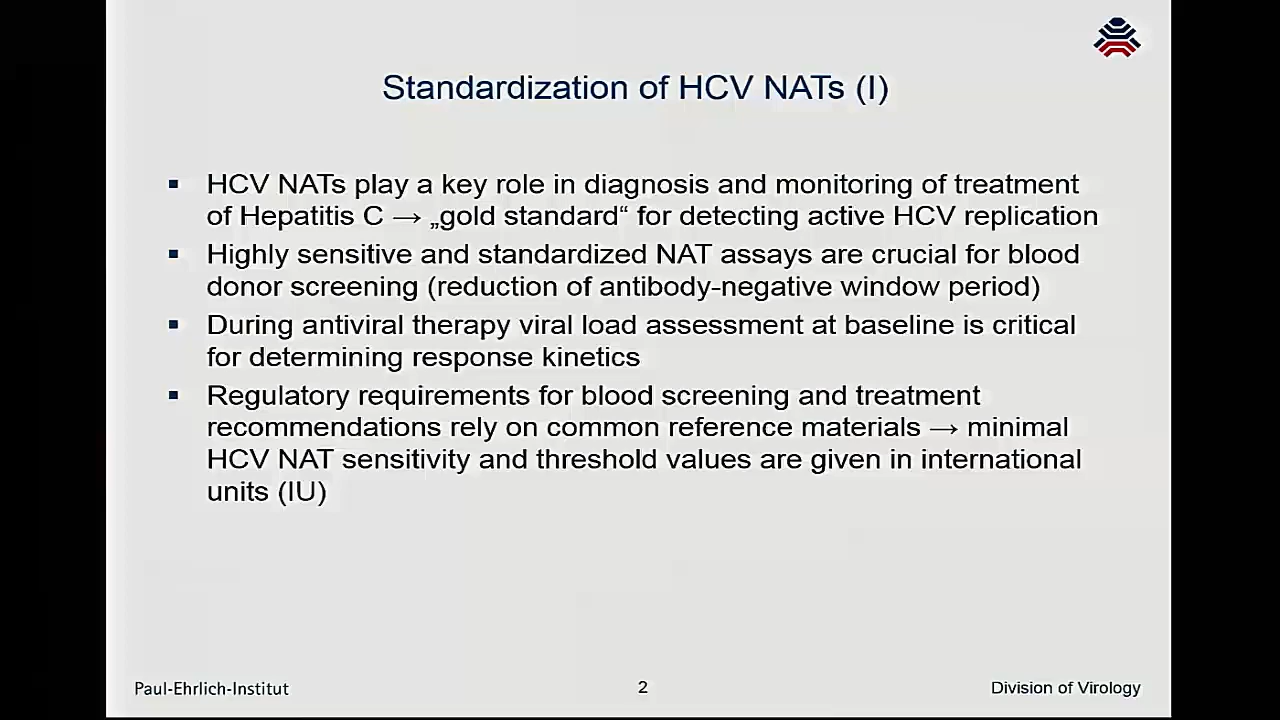 Standardization of HCV NATs (I)
▪ HCV NATs play a key role in diagnosis and monitoring of treatment
of Hepatitis C → „gold standard“ for detecting active HCV replication
▪ Highly sensitive and standardized NAT assays are crucial for blood
donor screening (reduction of antibody-negative window period)
▪ During antiviral therapy viral load assessment at baseline is critical
for determining response kinetics
▪ Regulatory requirements for blood screening and treatment
recommendations rely on common reference materials → minimal
HCV NAT sensitivity and threshold values are given in international
units (IU)
Paul-Ehrlich-Institut
2
Division of Virology